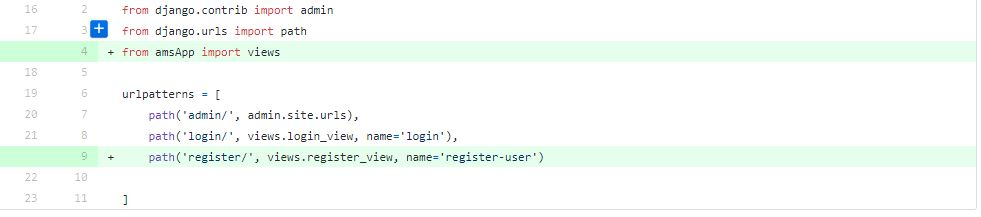 16 2 from django.contrib import admin
17 3 + from django.urls import path
4 + from amsApp import views
18 5
19 6 urlpatterns = [
20 7 path('admin/', admin.site.urls),
21 8 path('login/', views.login_view, name='login'),
9 + path('register/', views.register_view, name='register-user')
22 10
23 11 ]